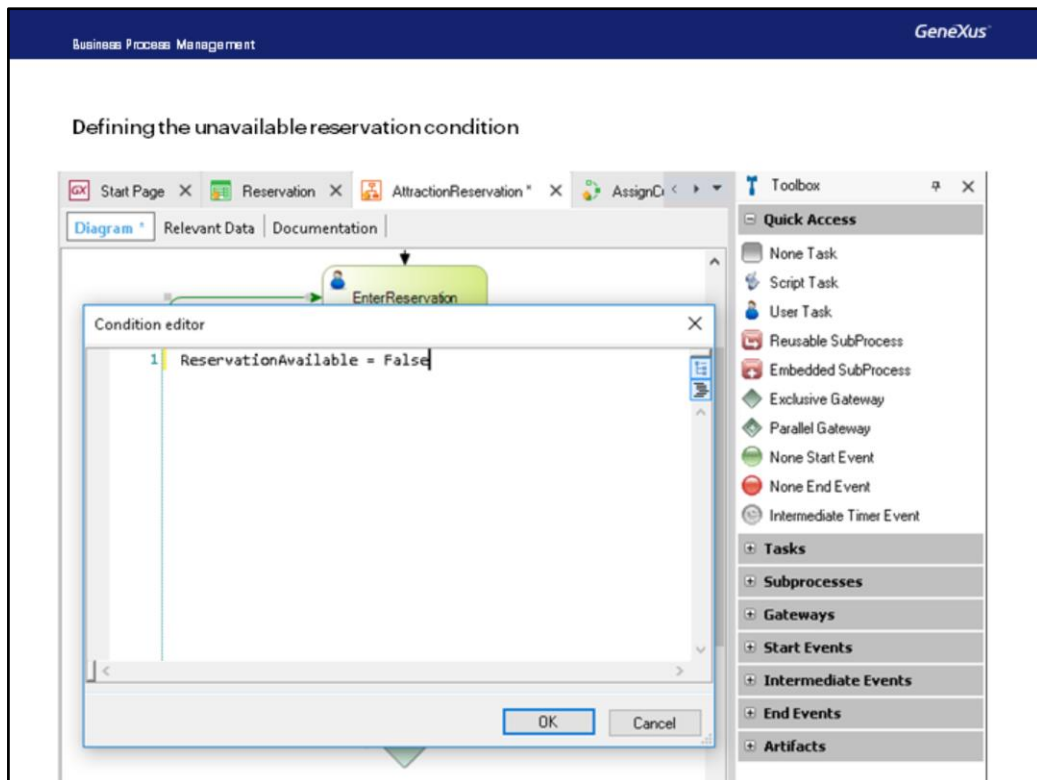 Business Process Management
GeneXus
Defining the unavailable reservation condition
GX Start Page Reservation AttractionReservation *
Toolbox
Diagram * Relevant Data Documentation
Quick Access
None Task
Script Task
User Task
Reusable SubProcess
Embedded SubProcess
Exclusive Gateway
Parallel Gateway
None Start Event
None End Event
Intermediate Timer Event
Tasks
Subprocesses
Gateways
Start Events
Intermediate Events
End Events
Artifacts
EnterReservation
Condition editor
1 ReservationAvailable = False
OK Cancel